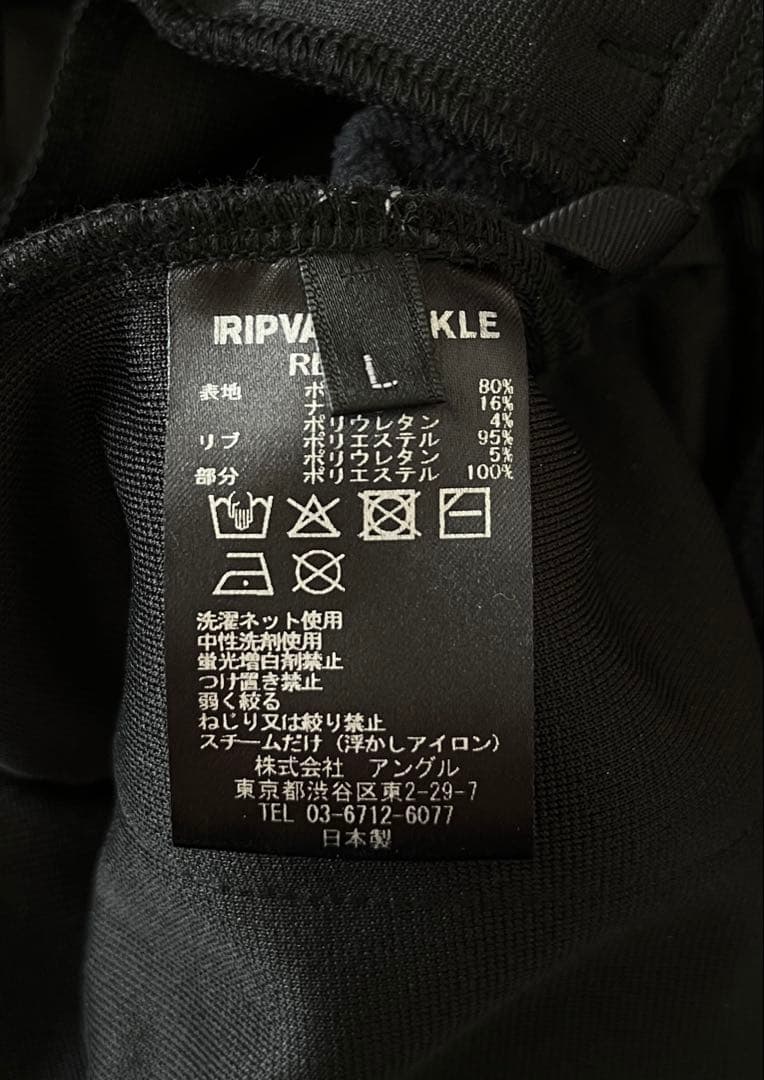 RIPVA KLE
RE L
表地 ポ 80%
ナ 16%
ポリウレタン 4%
リブ ポリエステル 95%
ポリウレタン 5%
部分 ポリエステル 100%
洗濯ネット使用
中性洗剤使用
蛍光増白剤禁止
つけ置き禁止
弱く絞る
ねじり又は絞り禁止
スチームだけ（浮かしアイロン）
株式会社 アングル
東京都渋谷区東2-29-7
TEL 03-6712-6077
日本製